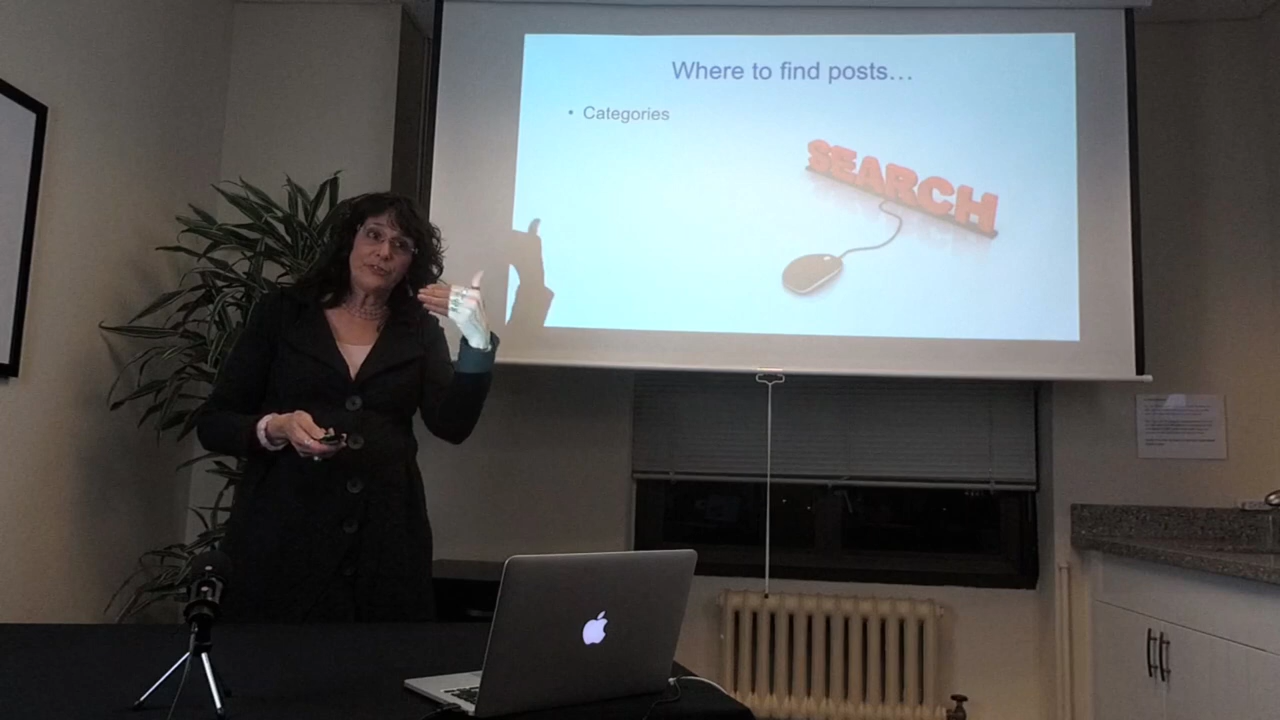 Where to find posts…
• Categories
SEARCH